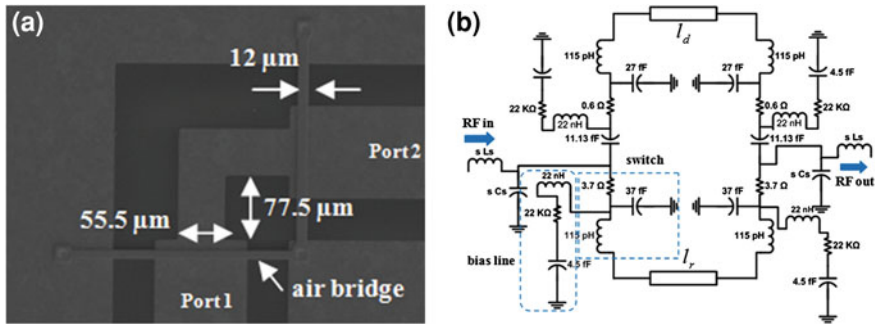 (a)
12 µm
Port2
55.5 µm
77.5 µm
air bridge
Port1
(b)
l_d
115 pH
115 pH
27 fF
27 fF
4.5 fF
22 KΩ
0.6 Ω
0.6 Ω
22 KΩ
22 nH
22 nH
RF in
11.13 fF
11.13 fF
s Ls
switch
s Ls
RF out
s Cs
22 nH
3.7 Ω
3.7 Ω
s Cs
37 fF
37 fF
22 nH
22 KΩ
115 pH
115 pH
22 KΩ
bias line
4.5 fF
l_r
4.5 fF